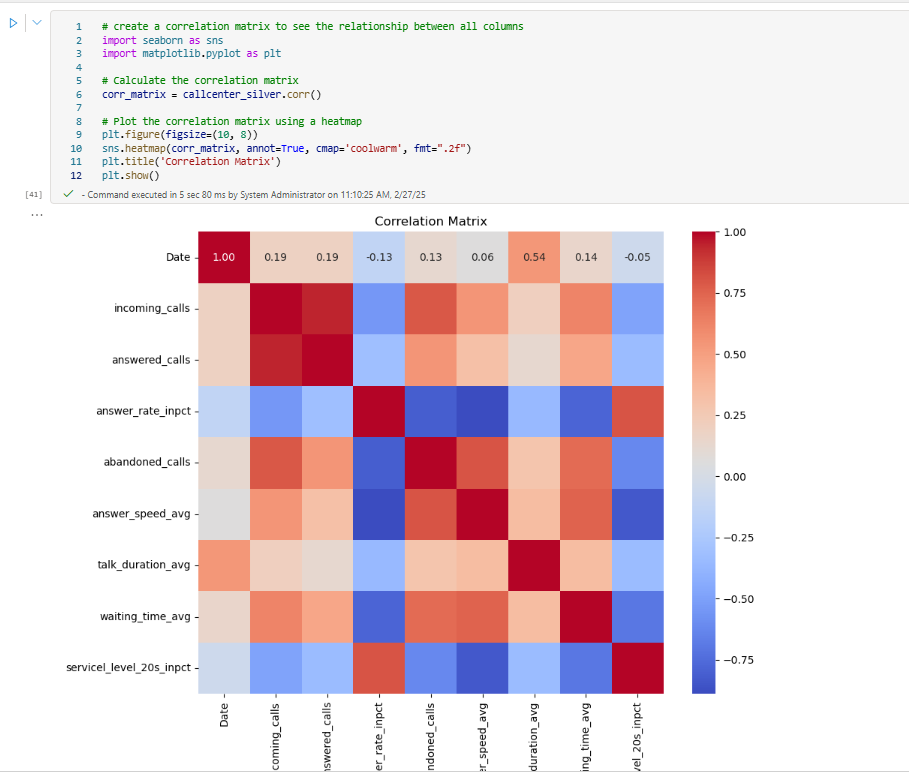 1 # create a correlation matrix to see the relationship between all columns
2 import seaborn as sns
3 import matplotlib.pyplot as plt
4
5 # Calculate the correlation matrix
6 corr_matrix = callcenter_silver.corr()
7
8 # Plot the correlation matrix using a heatmap
9 plt.figure(figsize=(10, 8))
10 sns.heatmap(corr_matrix, annot=True, cmap='coolwarm', fmt=".2f")
11 plt.title('Correlation Matrix')
12 plt.show()
[41] - Command executed in 5 sec 80 ms by System Administrator on 11:10:25 AM, 2/27/25
...
Correlation Matrix
Date 1.00 0.19 0.19 -0.13 0.13 0.06 0.54 0.14 -0.05
incoming_calls
answered_calls
answer_rate_inpct
abandoned_calls
answer_speed_avg
talk_duration_avg
waiting_time_avg
servicel_level_20s_inpct
1.00
0.75
0.50
0.25
0.00
−0.25
−0.50
−0.75
Date
coming_calls
nswered_calls
er_rate_inpct
ndoned_calls
r_speed_avg
duration_avg
ing_time_avg
vel_20s_inpct